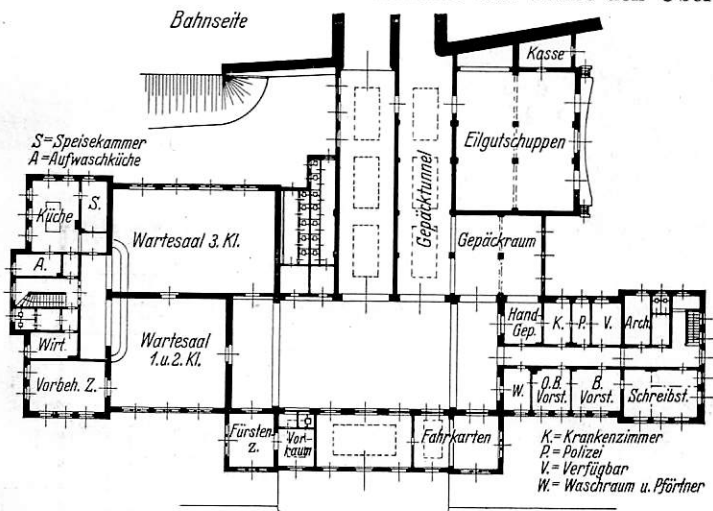 Bahnseite
Kasse
S=Speisekammer
A=Aufwaschküche
Eilgutschuppen
Küche
S.
Gepäcktunnel
Wartesaal 3. Kl.
Gepäckraum
A.
Hand-
Gep.
K.
P.
V.
Arch.
Wartesaal
1.u.2. Kl.
Wirt.
Vorbeh. Z.
W.
O.B.
Vorst.
B.
Vorst.
Schreibst.
Fürsten-
z.
Vor-
raum
Fahrkarten
K.=Krankenzimmer
P.=Polizei
V.=Verfügbar
W.=Waschraum u. Pförtner